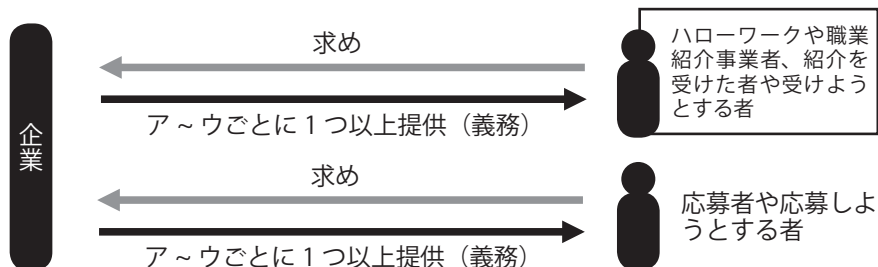 企業
求め
ア ~ ウごとに 1 つ以上提供（義務）
ハローワークや職業
紹介事業者、紹介を
受けた者や受けよう
とする者
求め
ア ~ ウごとに 1 つ以上提供（義務）
応募者や応募しよ
うとする者